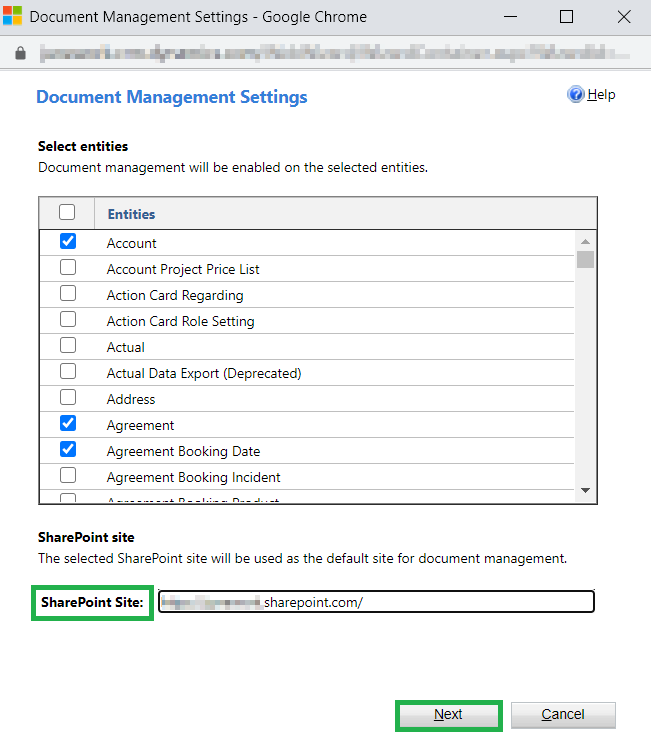 Document Management Settings - Google Chrome
Document Management Settings
Help
Select entities
Document management will be enabled on the selected entities.
Entities
Account
Account Project Price List
Action Card Regarding
Action Card Role Setting
Actual
Actual Data Export (Deprecated)
Address
Agreement
Agreement Booking Date
Agreement Booking Incident
Agreement Booking Product
SharePoint site
The selected SharePoint site will be used as the default site for document management.
SharePoint Site: .sharepoint.com/
Next Cancel